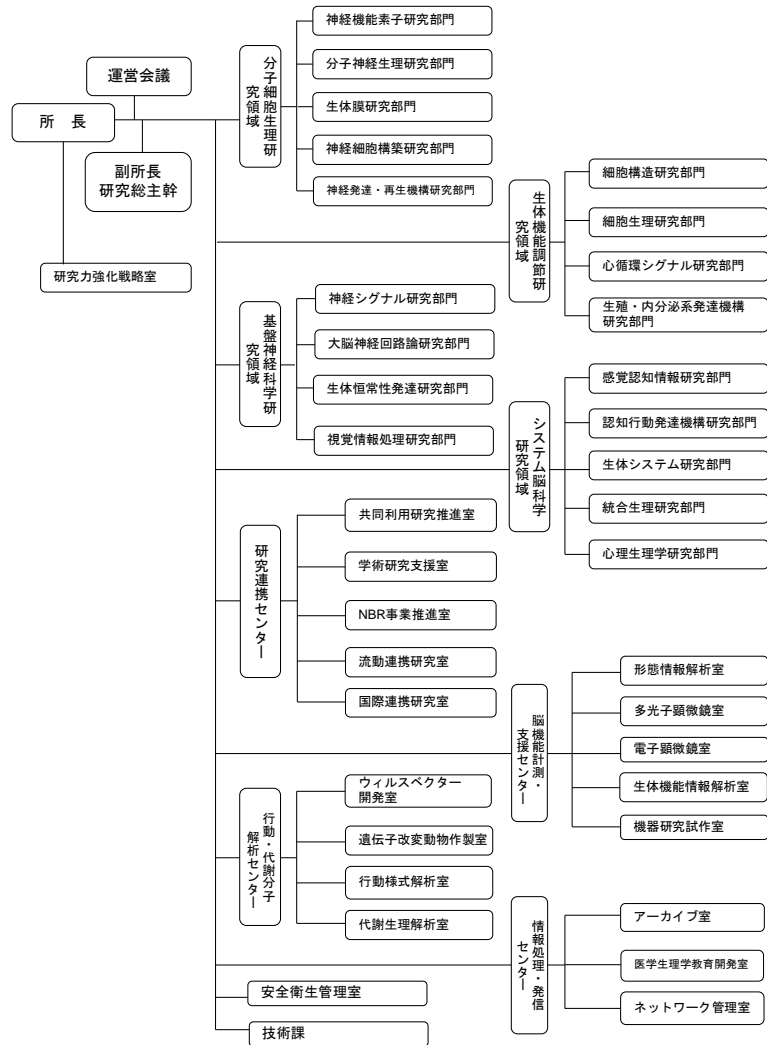 運営会議
所　長
副所長
研究総主幹
研究力強化戦略室
分子細胞生理研
究領域
神経機能素子研究部門
分子神経生理研究部門
生体膜研究部門
神経細胞構築研究部門
神経発達・再生機構研究部門
生体機能調節研
究領域
細胞構造研究部門
細胞生理研究部門
心循環シグナル研究部門
生殖・内分泌系発達機構
研究部門
基盤神経科学研
究領域
神経シグナル研究部門
大脳神経回路論研究部門
生体恒常性発達研究部門
視覚情報処理研究部門
システム脳科学
研究領域
感覚認知情報研究部門
認知行動発達機構研究部門
生体システム研究部門
統合生理研究部門
心理生理学研究部門
研究連携センター
共同利用研究推進室
学術研究支援室
NBR事業推進室
流動連携研究室
国際連携研究室
脳機能計測・
支援センター
形態情報解析室
多光子顕微鏡室
電子顕微鏡室
生体機能情報解析室
機器研究試作室
行動・代謝分子
解析センター
ウィルスベクター
開発室
遺伝子改変動物作製室
行動様式解析室
代謝生理解析室
情報処理・発信
センター
アーカイブ室
医学生理学教育開発室
ネットワーク管理室
安全衛生管理室
技術課